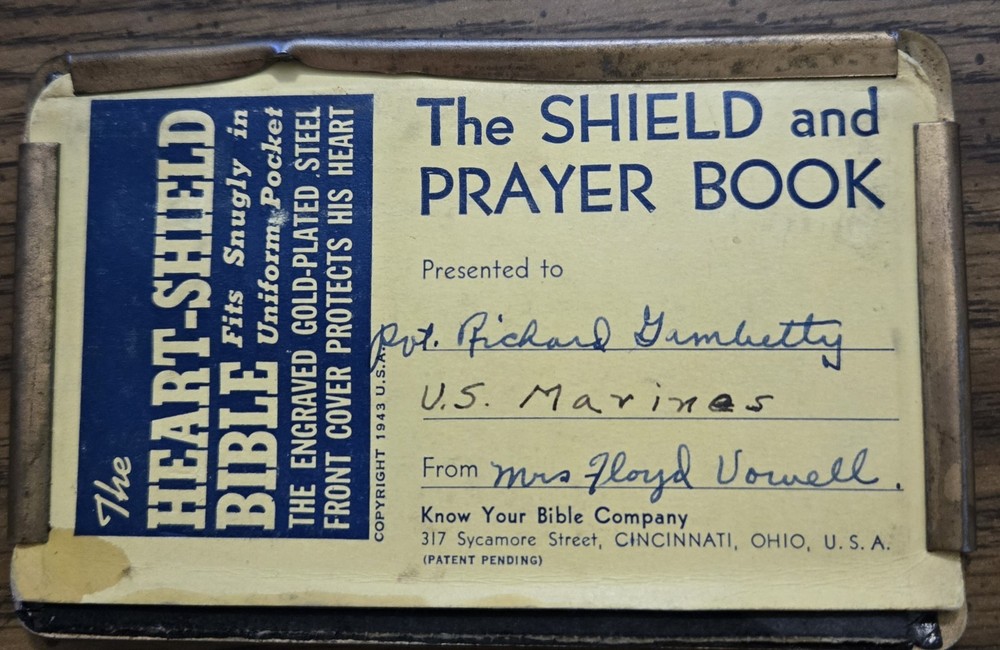 The
HEART-SHIELD
BIBLE Fits Snugly in
Uniform Pocket
THE ENGRAVED GOLD-PLATED STEEL
FRONT COVER PROTECTS HIS HEART
COPYRIGHT 1943 U.S.A.
The SHIELD and
PRAYER BOOK
Presented to
Pvt. Richard Gambetty
U.S. Marines
From Mrs Floyd Vowell.
Know Your Bible Company
317 Sycamore Street, CINCINNATI, OHIO, U. S. A.
(PATENT PENDING)